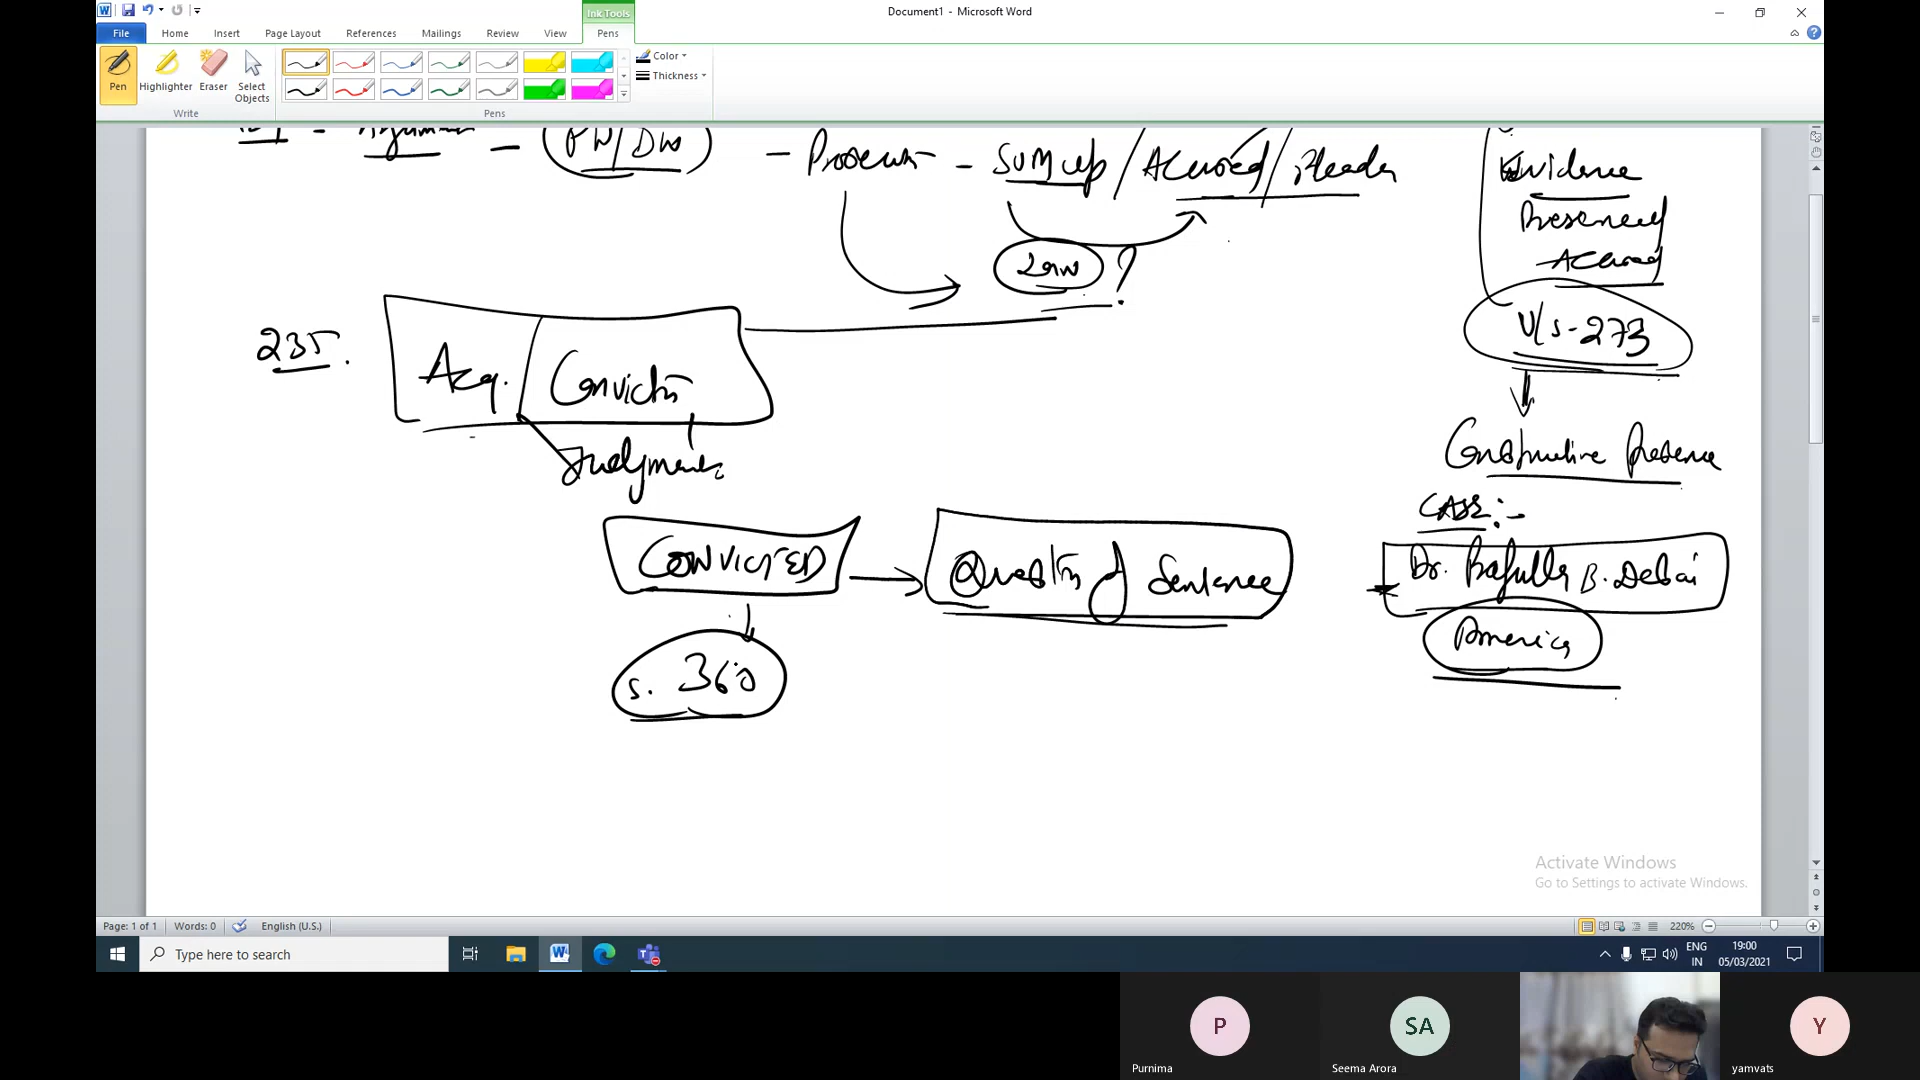 Document1 - Microsoft Word
Ink Tools
File Home Insert Page Layout References Mailings Review View Pens
Pen Highlighter Eraser Select Objects
Color
Thickness
Write Pens
PW/DW - Prosecutn - Sum up / Accused / Pleader
Evidence
Presence of
Accused
Law ?
U/s-273
235.
Acq. Convictn
Judgment
Constructive Presence
CASE:-
CONVICTED Question of Sentence
Dr. Prafulla B. Desai
America
s. 360
Activate Windows
Go to Settings to activate Windows.
Page: 1 of 1 Words: 0 English (U.S.) 220%
Type here to search
ENG
IN
19:00
05/03/2021
P SA Y
Purnima Seema Arora yamvats